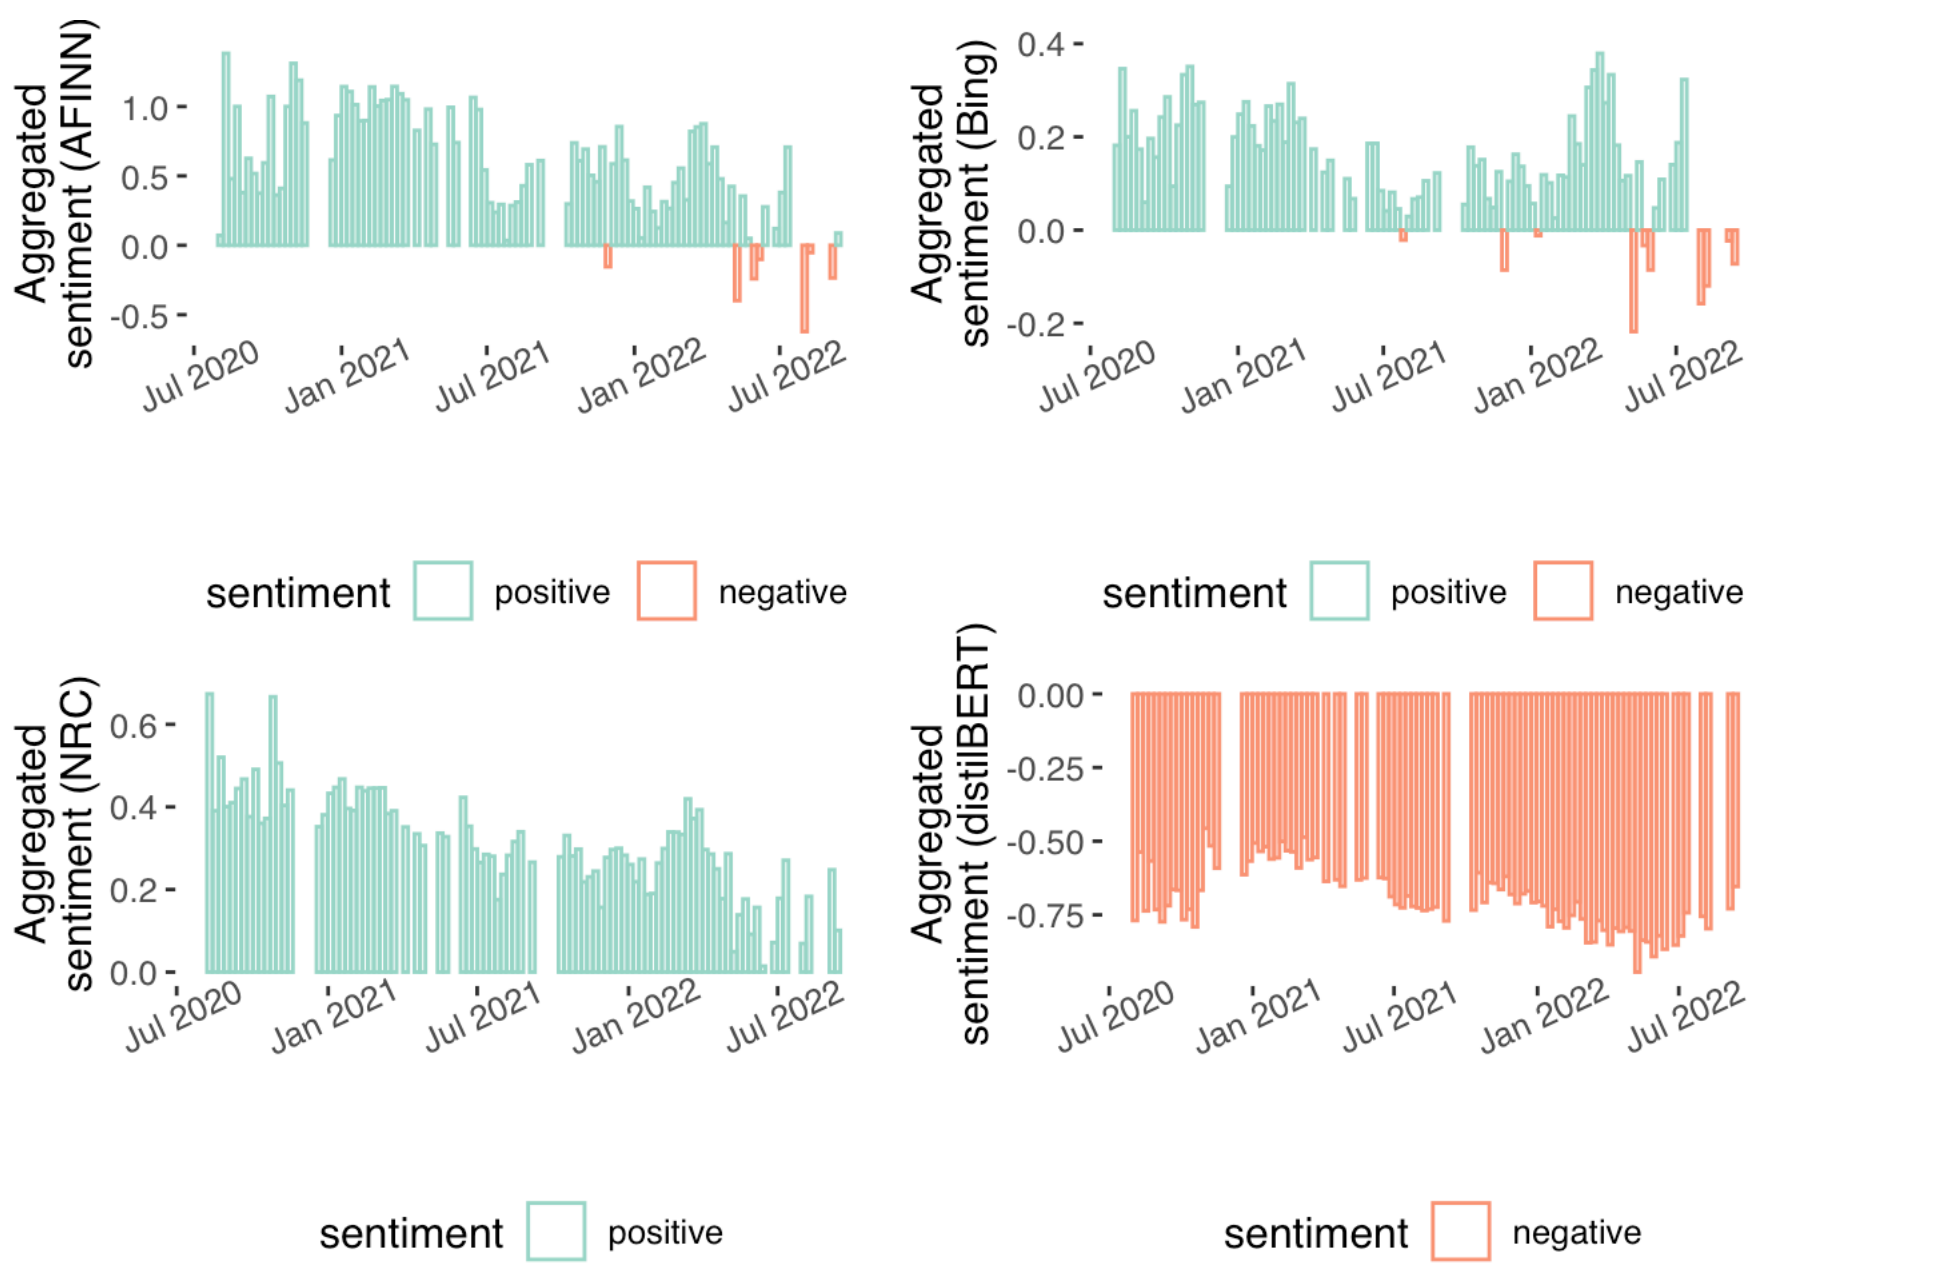 Aggregated
sentiment (AFINN)
1.0
0.5
0.0
-0.5
Jul 2020
Jan 2021
Jul 2021
Jan 2022
Jul 2022
sentiment positive negative
Aggregated
sentiment (Bing)
0.4
0.2
0.0
-0.2
Jul 2020
Jan 2021
Jul 2021
Jan 2022
Jul 2022
sentiment positive negative
Aggregated
sentiment (NRC)
0.6
0.4
0.2
0.0
Jul 2020
Jan 2021
Jul 2021
Jan 2022
Jul 2022
sentiment positive
Aggregated
sentiment (distilBERT)
0.00
-0.25
-0.50
-0.75
Jul 2020
Jan 2021
Jul 2021
Jan 2022
Jul 2022
sentiment negative